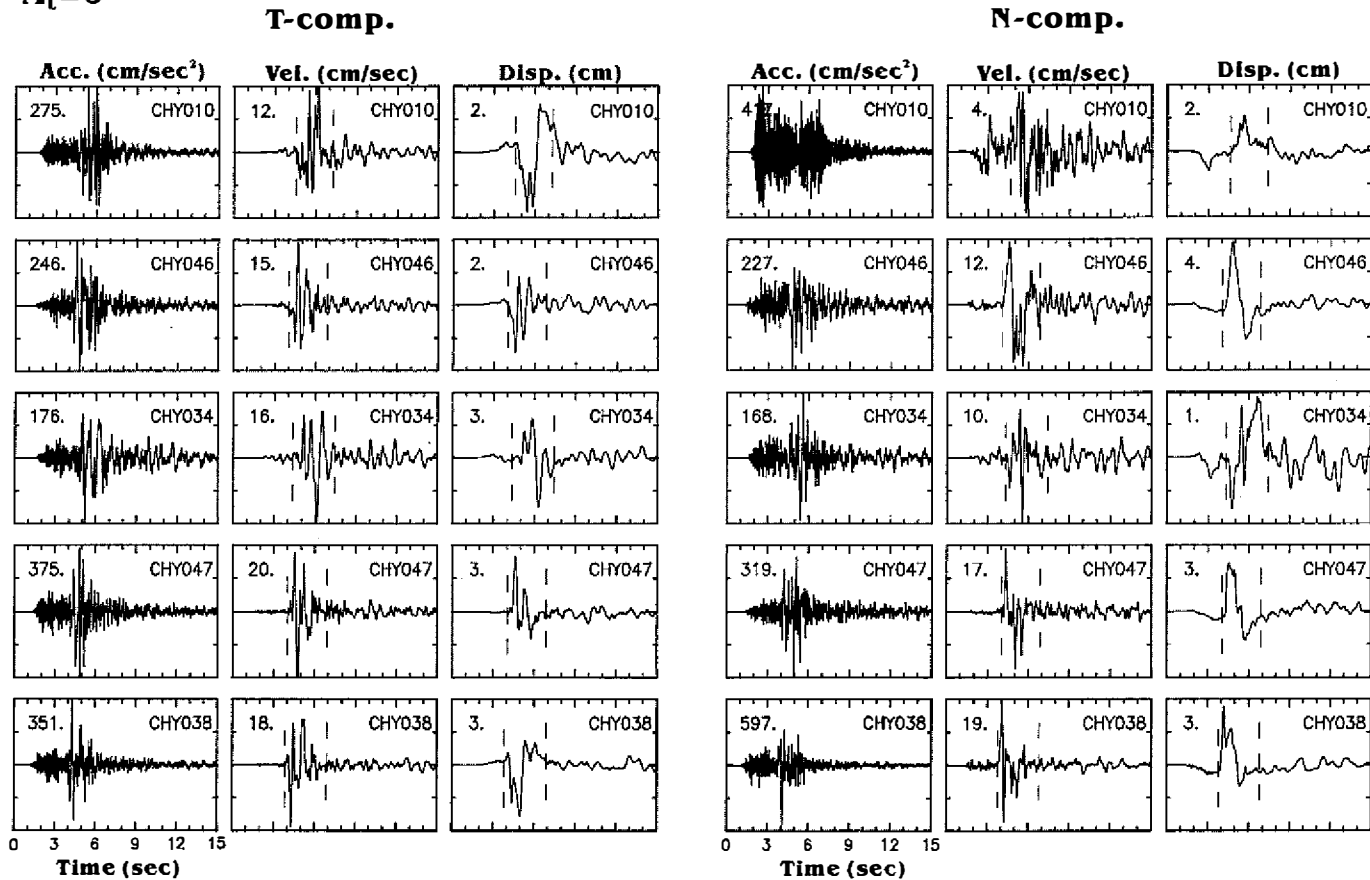 T-comp. N-comp.
Acc. (cm/sec²) Vel. (cm/sec) Disp. (cm) Acc. (cm/sec²) Vel. (cm/sec) Disp. (cm)
275. CHY010 12. CHY010 2. CHY010 CHY010 4. CHY010 2. CHY010
246. CHY046 15. CHY046 2. CHY046 227. CHY046 12. CHY046 4. CHY046
176. CHY034 16. CHY034 3. CHY034 168. CHY034 10. CHY034 1. CHY034
375. CHY047 20. CHY047 3. CHY047 319. CHY047 17. CHY047 3. CHY047
351. CHY038 18. CHY038 3. CHY038 597. CHY038 19. CHY038 3. CHY038
0 3 6 9 12 15 0 3 6 9 12 15
Time (sec) Time (sec)